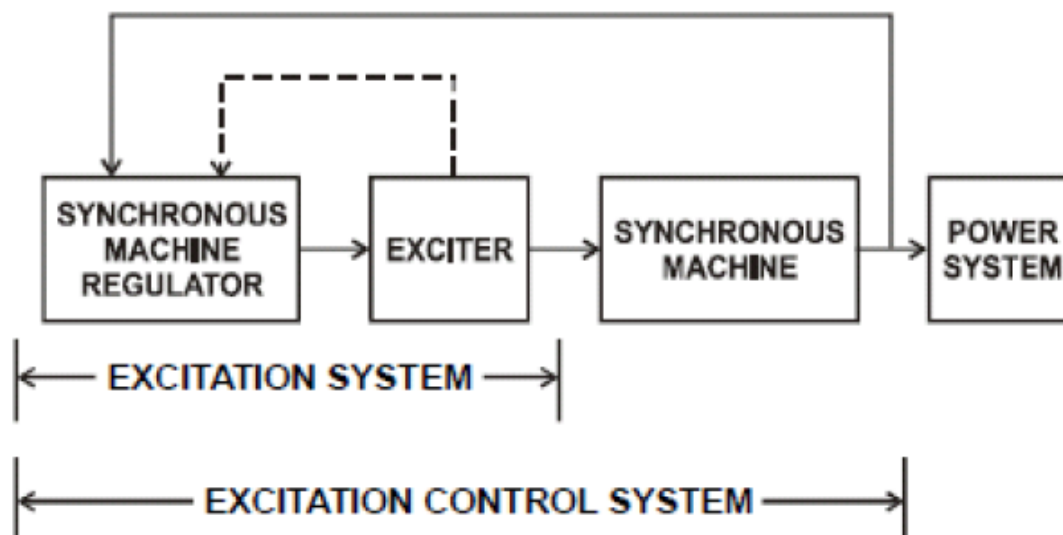 SYNCHRONOUS
MACHINE
REGULATOR
EXCITER
SYNCHRONOUS
MACHINE
POWER
SYSTEM
EXCITATION SYSTEM
EXCITATION CONTROL SYSTEM